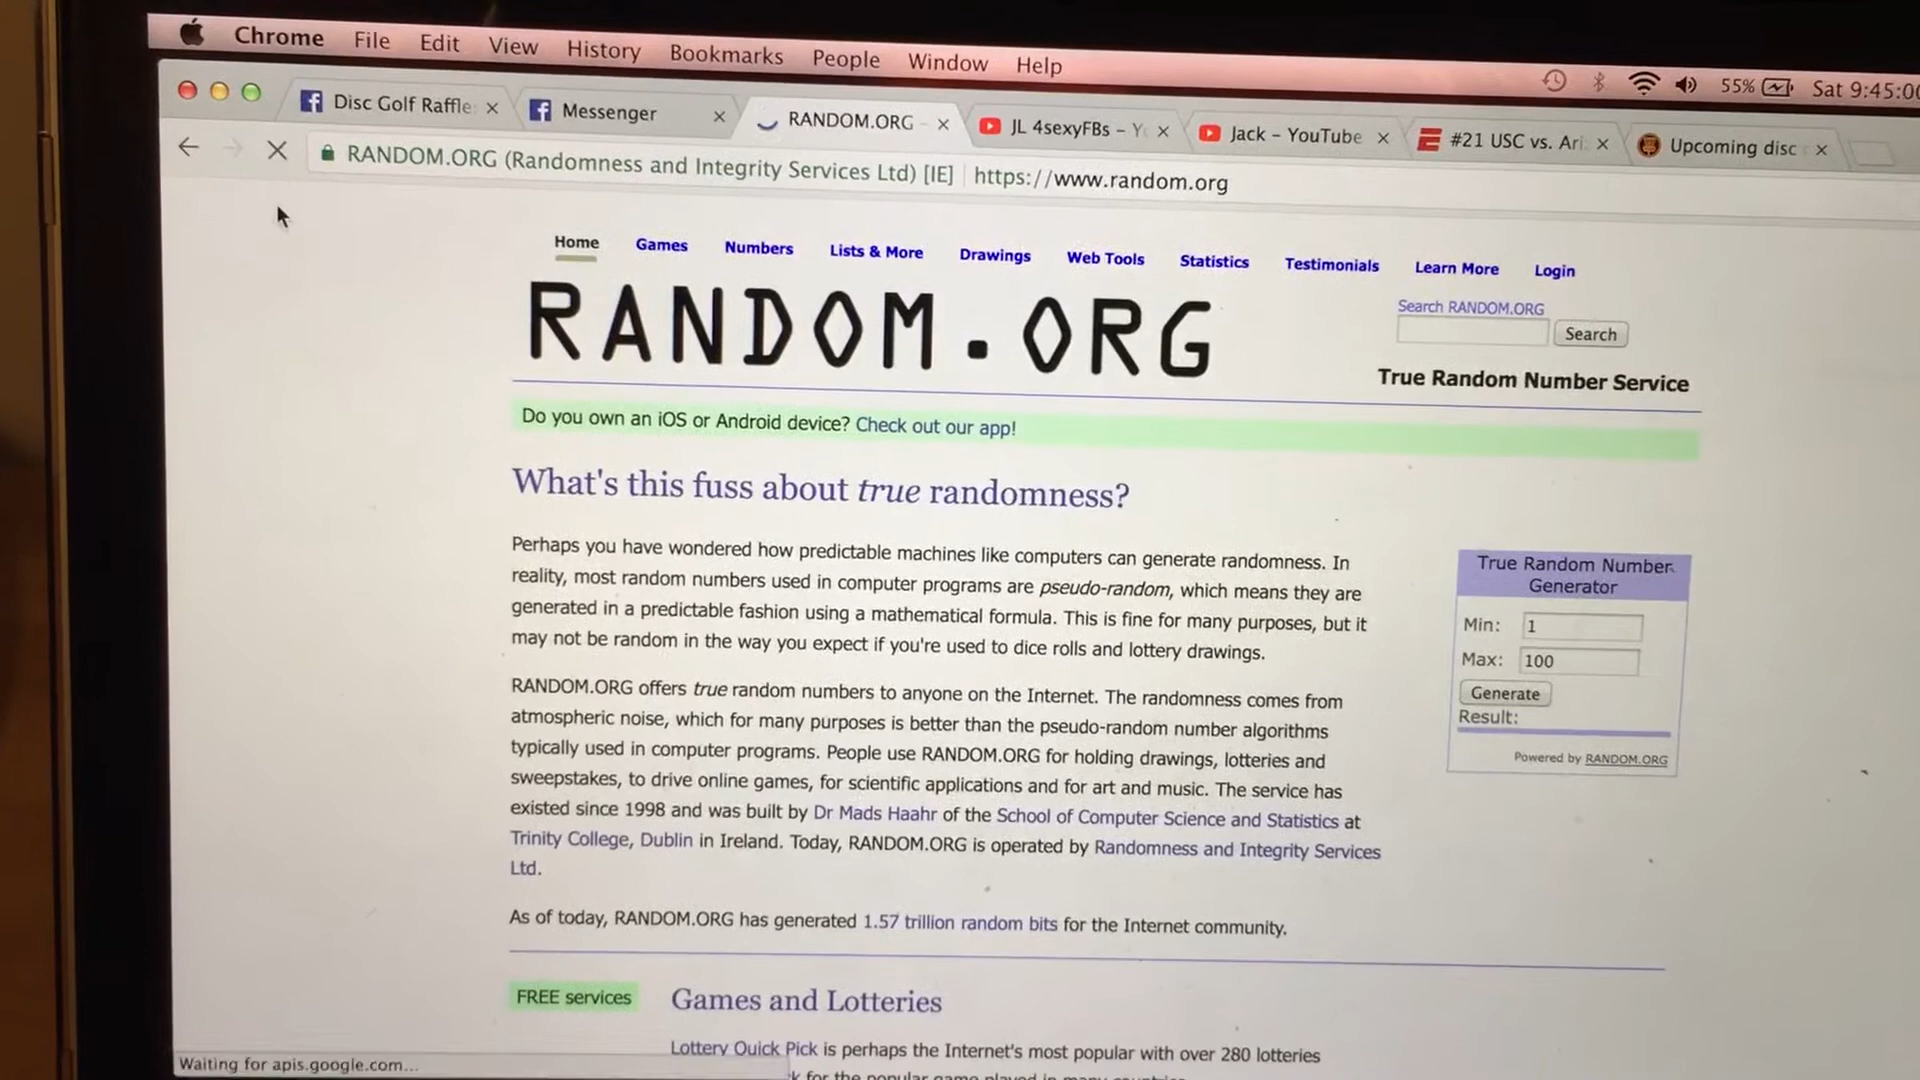 Chrome File Edit View History Bookmarks People Window Help 55% Sat 9:45:00
Disc Golf Raffle Messenger RANDOM.ORG - JL 4sexyFBs – Yo Jack – YouTube #21 USC vs. Ari Upcoming disc
RANDOM.ORG (Randomness and Integrity Services Ltd) [IE] https://www.random.org
Home Games Numbers Lists & More Drawings Web Tools Statistics Testimonials Learn More Login
RANDOM.ORG
Search RANDOM.ORG
Search
True Random Number Service
Do you own an iOS or Android device? Check out our app!
What's this fuss about true randomness?
Perhaps you have wondered how predictable machines like computers can generate randomness. In
reality, most random numbers used in computer programs are pseudo-random, which means they are
generated in a predictable fashion using a mathematical formula. This is fine for many purposes, but it
may not be random in the way you expect if you're used to dice rolls and lottery drawings.
RANDOM.ORG offers true random numbers to anyone on the Internet. The randomness comes from
atmospheric noise, which for many purposes is better than the pseudo-random number algorithms
typically used in computer programs. People use RANDOM.ORG for holding drawings, lotteries and
sweepstakes, to drive online games, for scientific applications and for art and music. The service has
existed since 1998 and was built by Dr Mads Haahr of the School of Computer Science and Statistics at
Trinity College, Dublin in Ireland. Today, RANDOM.ORG is operated by Randomness and Integrity Services
Ltd.
As of today, RANDOM.ORG has generated 1.57 trillion random bits for the Internet community.
True Random Number
Generator
Min: 1
Max: 100
Generate
Result:
Powered by RANDOM.ORG
FREE services
Games and Lotteries
Lottery Quick Pick is perhaps the Internet's most popular with over 280 lotteries
k for the popular game played in many countries
Waiting for apis.google.com...